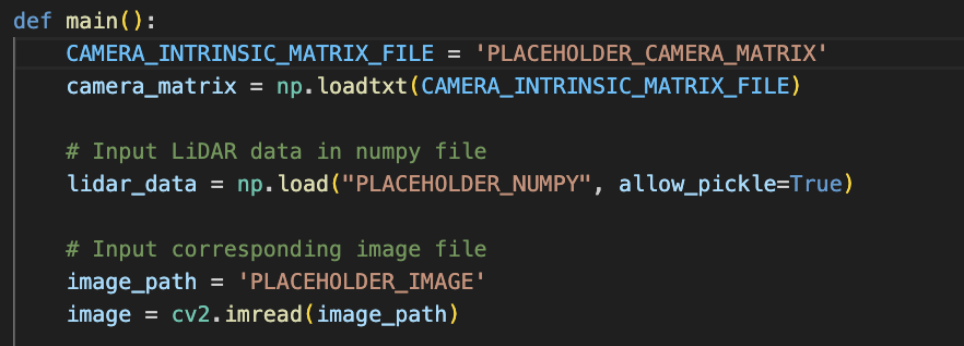 def main():
    CAMERA_INTRINSIC_MATRIX_FILE = 'PLACEHOLDER_CAMERA_MATRIX'
    camera_matrix = np.loadtxt(CAMERA_INTRINSIC_MATRIX_FILE)
    # Input LiDAR data in numpy file
    lidar_data = np.load("PLACEHOLDER_NUMPY", allow_pickle=True)
    # Input corresponding image file
    image_path = 'PLACEHOLDER_IMAGE'
    image = cv2.imread(image_path)